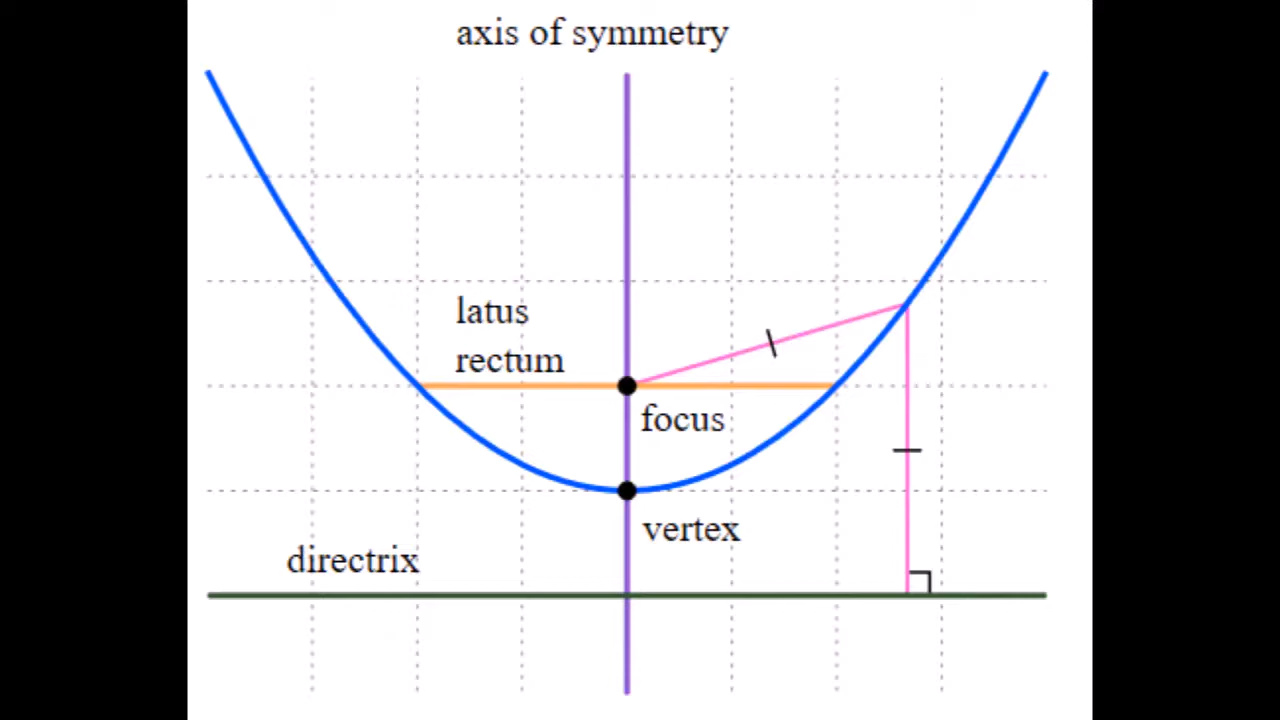 axis of symmetry
latus
rectum
focus
vertex
directrix